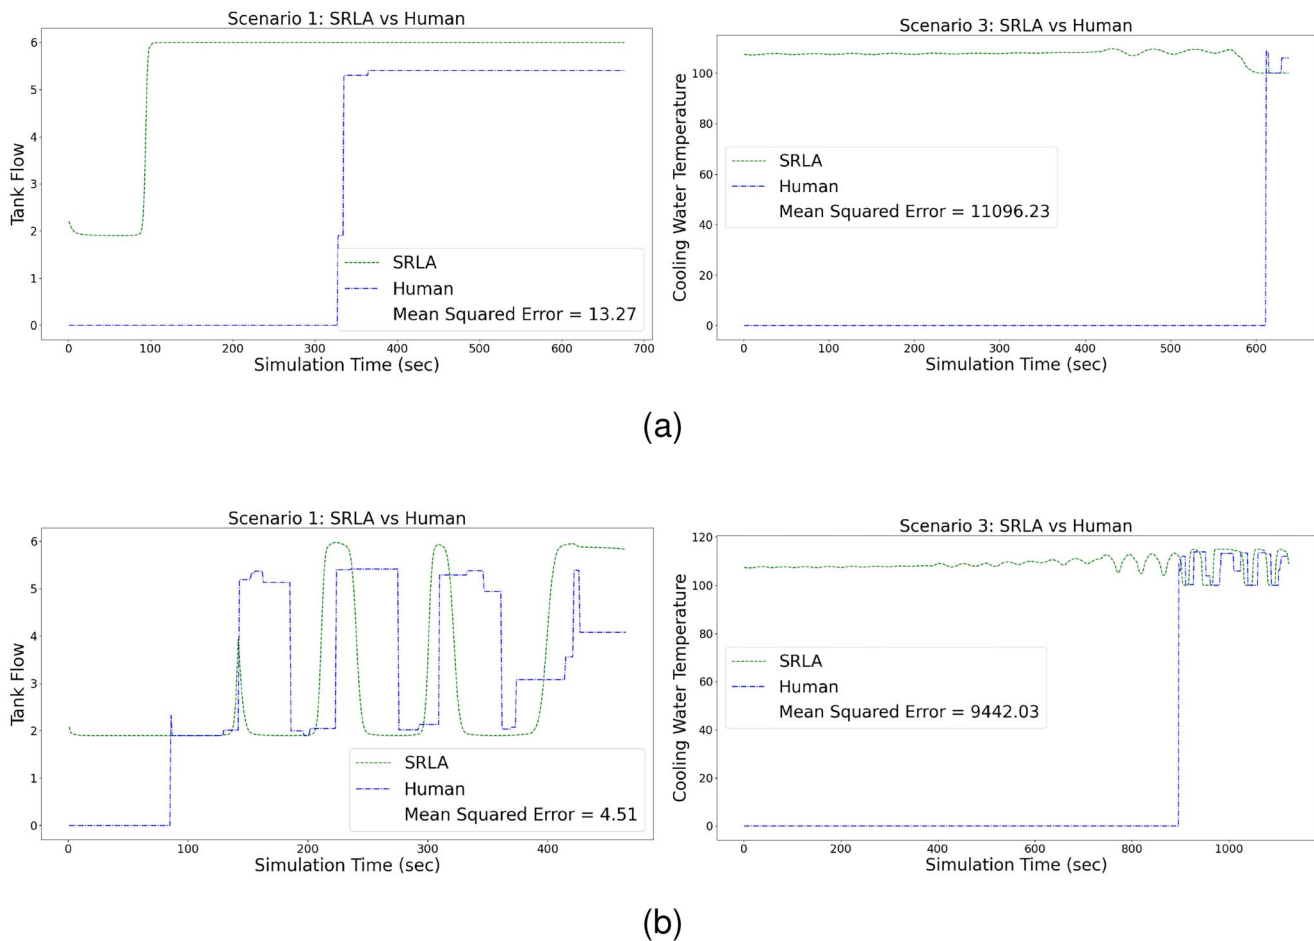 Scenario 1: SRLA vs Human
6
5
4
3
2
1
0
Tank Flow
SRLA
Human
Mean Squared Error = 13.27
0 100 200 300 400 500 600 700
Simulation Time (sec)
Scenario 3: SRLA vs Human
100
80
60
40
20
0
Cooling Water Temperature
SRLA
Human
Mean Squared Error = 11096.23
0 100 200 300 400 500 600
Simulation Time (sec)
(a)
Scenario 1: SRLA vs Human
6
5
4
3
2
1
0
Tank Flow
SRLA
Human
Mean Squared Error = 4.51
0 100 200 300 400
Simulation Time (sec)
Scenario 3: SRLA vs Human
120
100
80
60
40
20
0
Cooling Water Temperature
SRLA
Human
Mean Squared Error = 9442.03
0 200 400 600 800 1000
Simulation Time (sec)
(b)